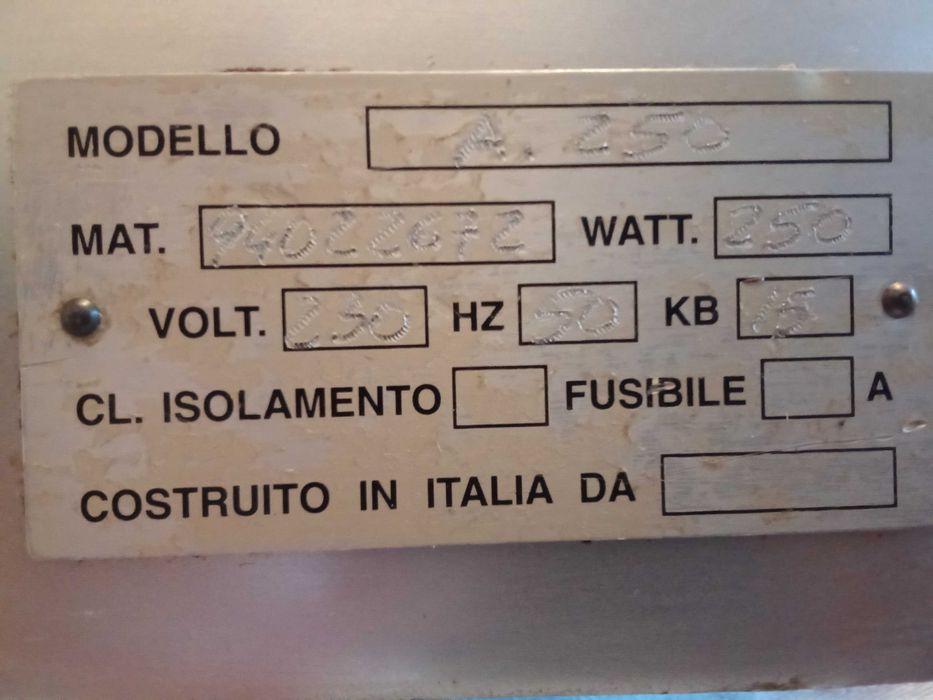 MODELLO A. 250
MAT. 94022672 WATT. 250
VOLT. 230 HZ 50 KB 15
CL. ISOLAMENTO FUSIBILE A
COSTRUITO IN ITALIA DA